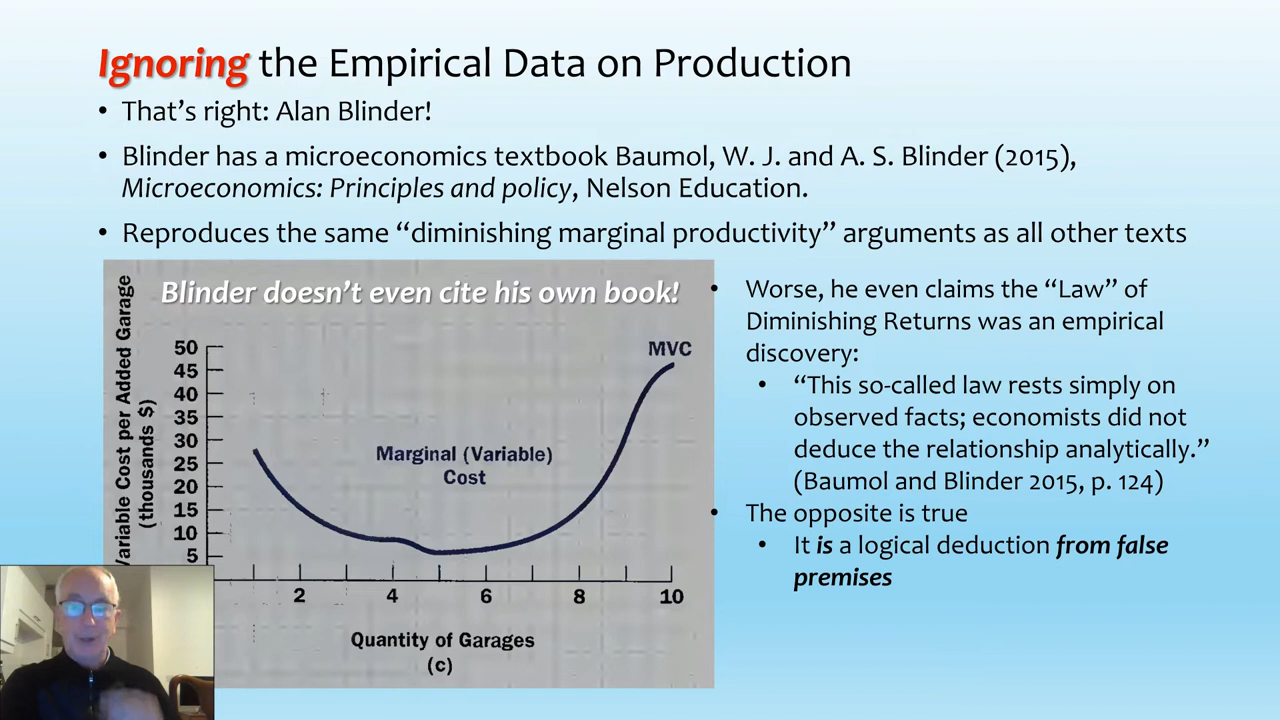 Ignoring the Empirical Data on Production
• That’s right: Alan Blinder!
• Blinder has a microeconomics textbook Baumol, W. J. and A. S. Blinder (2015),
Microeconomics: Principles and policy, Nelson Education.
• Reproduces the same “diminishing marginal productivity” arguments as all other texts
Blinder doesn’t even cite his own book!
Variable Cost per Added Garage
(thousands $)
50
45
40
35
30
25
20
15
10
5
MVC
Marginal (Variable)
Cost
2 4 6 8 10
Quantity of Garages
(c)
• Worse, he even claims the “Law” of
Diminishing Returns was an empirical
discovery:
• “This so-called law rests simply on
observed facts; economists did not
deduce the relationship analytically.”
(Baumol and Blinder 2015, p. 124)
• The opposite is true
• It is a logical deduction from false
premises